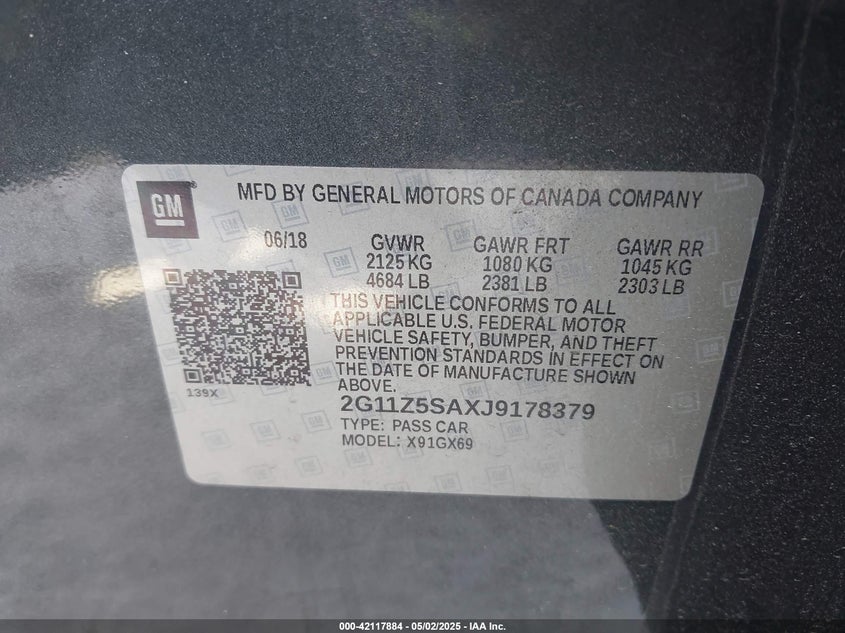 GM
MFD BY GENERAL MOTORS OF CANADA COMPANY
06/18 GVWR GAWR FRT GAWR RR
2125 KG 1080 KG 1045 KG
4684 LB 2381 LB 2303 LB
THIS VEHICLE CONFORMS TO ALL
APPLICABLE U.S. FEDERAL MOTOR
VEHICLE SAFETY, BUMPER, AND THEFT
PREVENTION STANDARDS IN EFFECT ON
THE DATE OF MANUFACTURE SHOWN
ABOVE.
139X
2G11Z5SAXJ9178379
TYPE: PASS CAR
MODEL: X91GX69
000-42117884 - 05/02/2025 - IAA Inc.